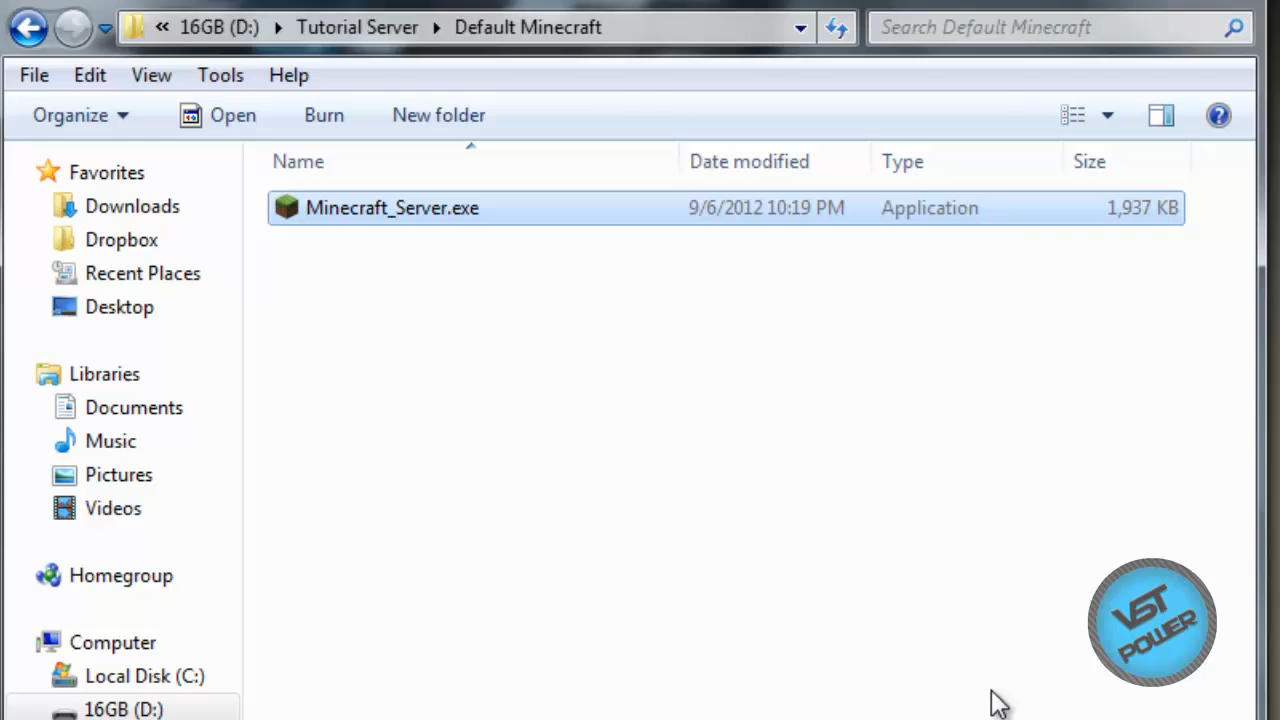 « 16GB (D:) Tutorial Server Default Minecraft Search Default Minecraft
File Edit View Tools Help
Organize Open Burn New folder
Name Date modified Type Size
Minecraft_Server.exe 9/6/2012 10:19 PM Application 1,937 KB
Favorites
Downloads
Dropbox
Recent Places
Desktop
Libraries
Documents
Music
Pictures
Videos
Homegroup
Computer
Local Disk (C:)
16GB (D:)
VST
POWER